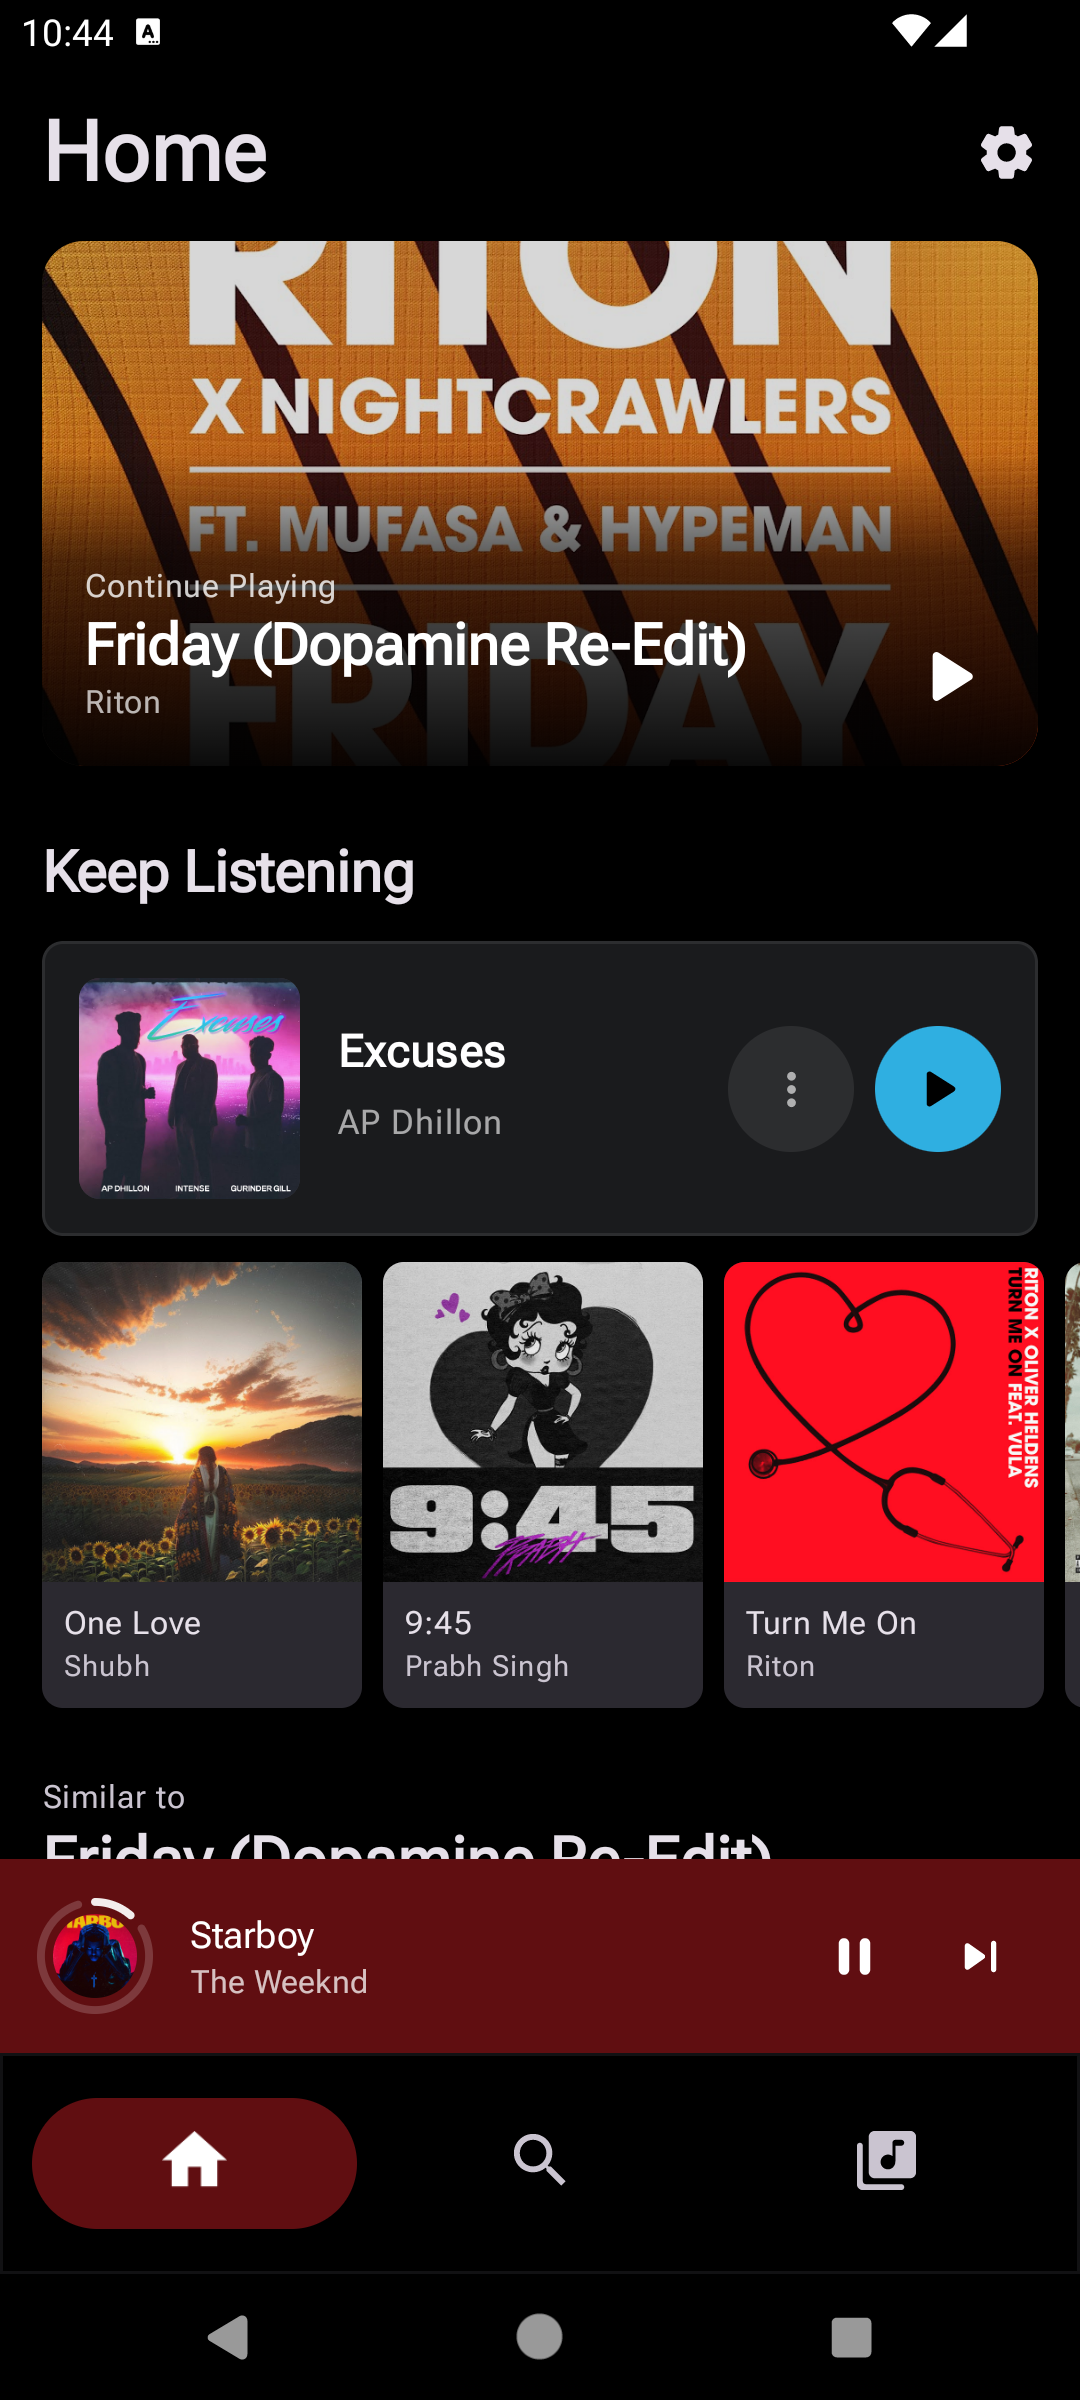 10:44
Home
RITON
X NIGHTCRAWLERS
FT. MUFASA & HYPEMAN
Continue Playing
Friday (Dopamine Re-Edit)
Riton
FRIDAY
Keep Listening
Excuses
AP DHILLON INTENSE GURINDER GILL
Excuses
AP Dhillon
RITON X OLIVER HELDENS
TURN ME ON FEAT. VULA
9:45
PRABH
One Love
Shubh
9:45
Prabh Singh
Turn Me On
Riton
Similar to
Friday (Dopamine Re-Edit)
Starboy
The Weeknd